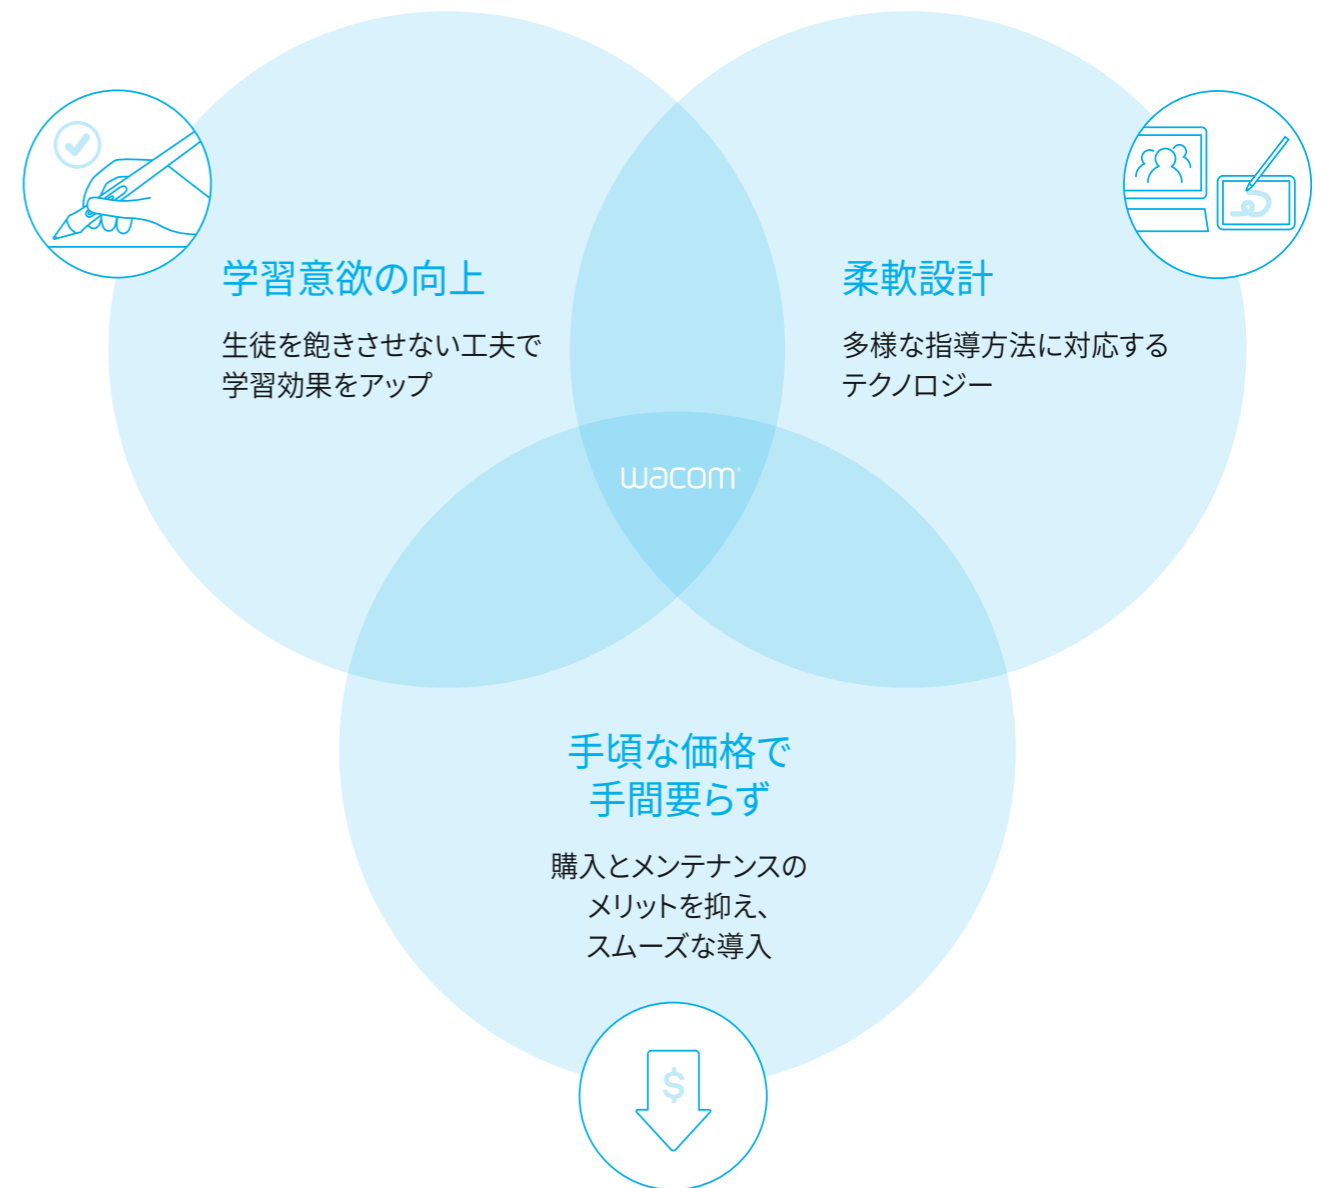 学習意欲の向上
生徒を飽きさせない工夫で
学習効果をアップ
柔軟設計
多様な指導方法に対応する
テクノロジー
wacom
手頃な価格で
手間要らず
購入とメンテナンスの
メリットを抑え、
スムーズな導入
$